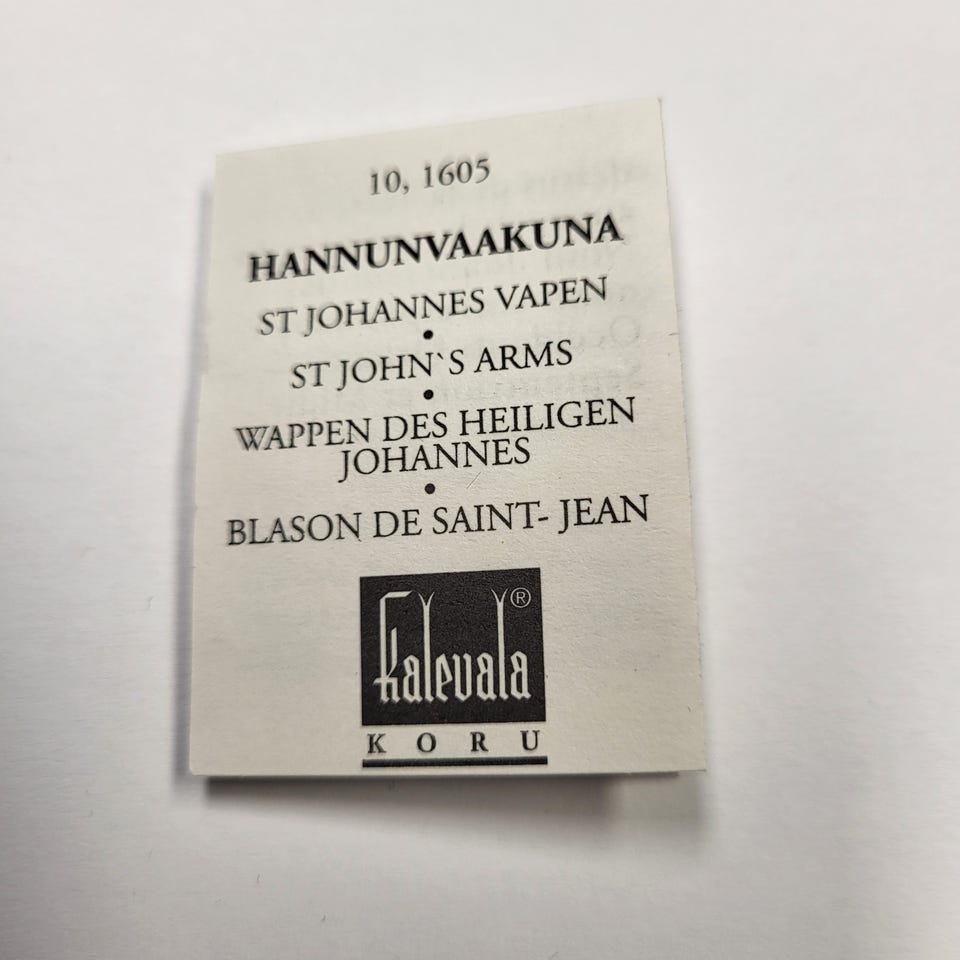 10, 1605
HANNUNVAAKUNA
ST JOHANNES VAPEN
•
ST JOHN`S ARMS
•
WAPPEN DES HEILIGEN
JOHANNES
•
BLASON DE SAINT- JEAN
Kalevala®
KORU